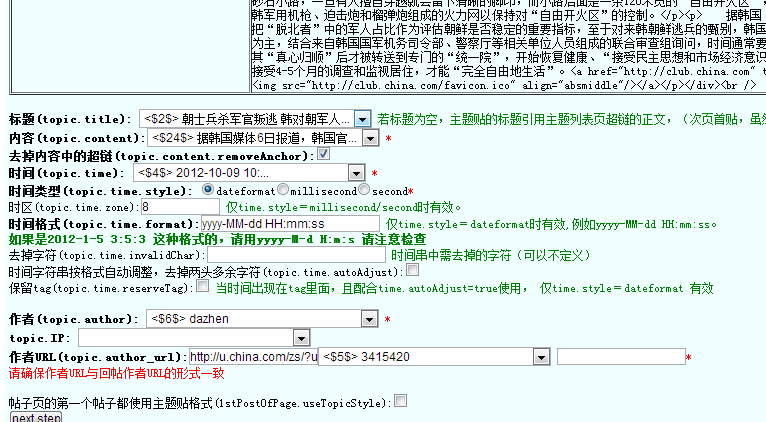 砂石小路，一旦有人擅自穿越就会留下清晰的脚印，而小路后面是一条120米宽的“自由开火区”
韩军用机枪、迫击炮和榴弹炮组成的火力网以保持对“自由开火区”的控制。</p><p>　　据韩国
把“脱北者”中的军人占比作为评估朝鲜是否稳定的重要指标，至于对来韩朝鲜逃兵的甄别，韩国
为主，结合来自韩国国军机务司令部、警察厅等相关单位人员组成的联合审查组询问，时间通常要
其“真心归顺”后才被转送到专门的“统一院”，开始恢复健康、“接受民主思想和市场经济意识
接受4-5个月的调查和监视居住，才能“完全自由地生活”。<a href="http://club.china.com" t
<img src="http://club.china.com/favicon.ico" align="absmiddle"/></a></p></div><br />
标题(topic.title): <$2$> 朝士兵杀军官叛逃 韩对朝军人... 若标题为空，主题贴的标题引用主题列表页超链的正文，（次页首贴，虽然
内容(topic.content): <$24$> 据韩国媒体6日报道，韩国官... *
去掉内容中的超链(topic.content.removeAnchor):
时间(topic.time): <$4$> 2012-10-09 10:... *
时间类型(topic.time.style): dateformat millisecond second*
时区(topic.time.zone):8 仅time.style＝millisecond/second时有效。
时间格式(topic.time.format):yyyy-MM-dd HH:mm:ss 仅time.style＝dateformat时有效,例如yyyy-MM-dd HH:mm:ss。
如果是2012-1-5 3:5:3 这种格式的，请用yyyy-M-d H:m:s 请注意检查
去掉字符(topic.time.invalidChar): 时间串中需去掉的字符（可以不定义）
时间字符串按格式自动调整，去掉两头多余字符(topic.time.autoAdjust):
保留tag(topic.time.reserveTag): 当时间出现在tag里面，且配合time.autoAdjust=true使用， 仅time.style＝dateformat 有效
作者(topic.author): <$6$> dazhen *
topic.IP:
作者URL(topic.author_url):http://u.china.com/zs/?u <$5$> 3415420 *
请确保作者URL与回帖作者URL的形式一致
帖子页的第一个帖子都使用主题贴格式(1stPostOfPage.useTopicStyle):
next step